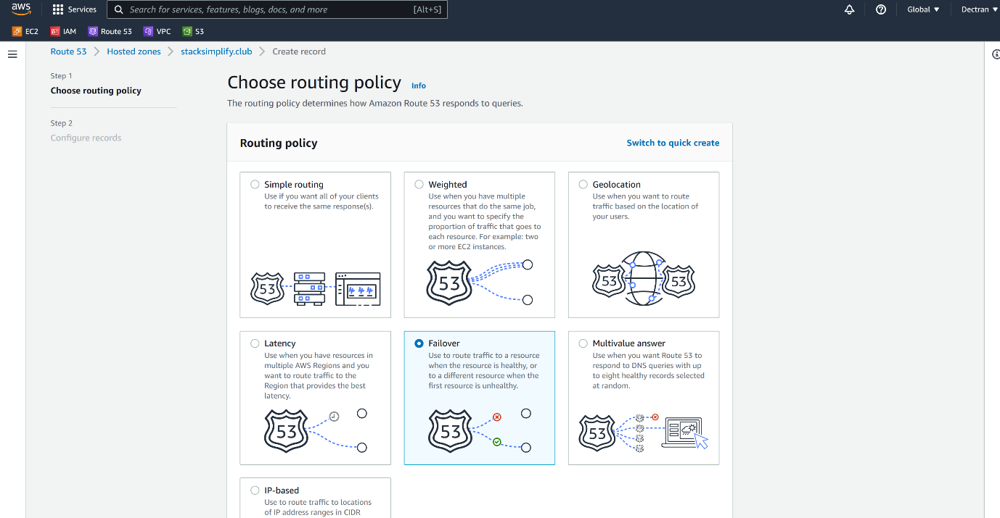 aws
Services
Search for services, features, blogs, docs, and more
[Alt+S]
Global ▼
Dectran ▼
EC2
IAM
Route 53
VPC
S3
Route 53 > Hosted zones > stacksimplify.club > Create record
Step 1
Choose routing policy
Step 2
Configure records
Choose routing policy
Info
The routing policy determines how Amazon Route 53 responds to queries.
Routing policy
Switch to quick create
Simple routing
Use if you want all of your clients
to receive the same response(s).
53
Weighted
Use when you have multiple
resources that do the same job,
and you want to specify the
proportion of traffic that goes to
each resource. For example: two
or more EC2 instances.
53
Geolocation
Use when you want to route
traffic based on the location of
your users.
53
53
Latency
Use when you have resources in
multiple AWS Regions and you
want to route traffic to the
Region that provides the best
latency.
53
Failover
Use to route traffic to a resource
when the resource is healthy, or
to a different resource when the
first resource is unhealthy.
53
Multivalue answer
Use when you want Route 53 to
respond to DNS queries with up
to eight healthy records selected
at random.
53
IP-based
Use to route traffic to locations
of IP address ranges in CIDR